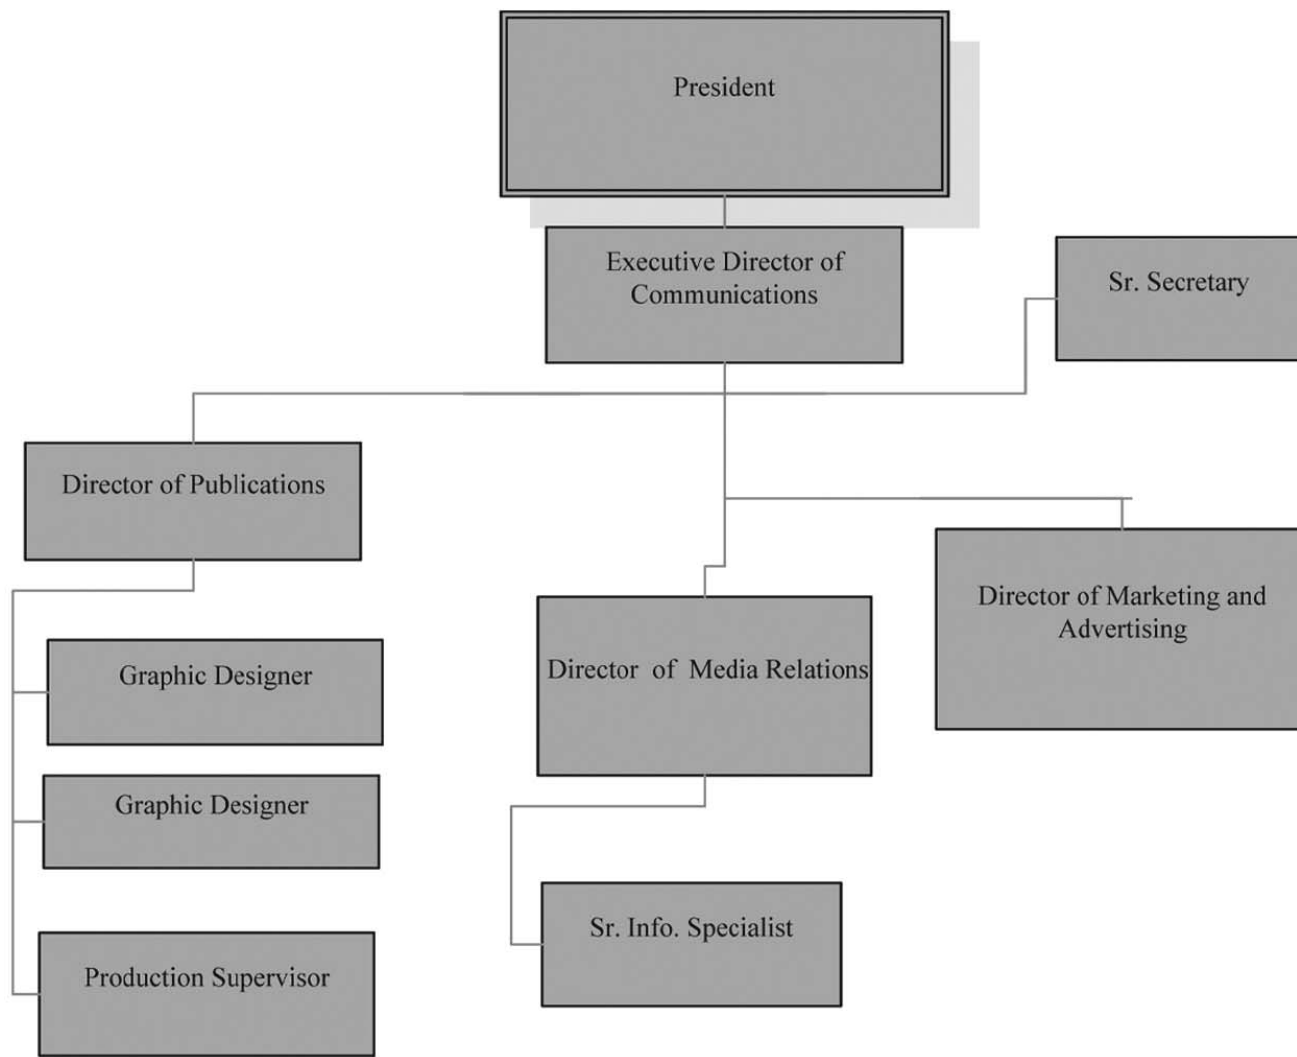 President
Executive Director of
Communications
Sr. Secretary
Director of Publications
Director of Marketing and
Advertising
Director of Media Relations
Graphic Designer
Graphic Designer
Sr. Info. Specialist
Production Supervisor